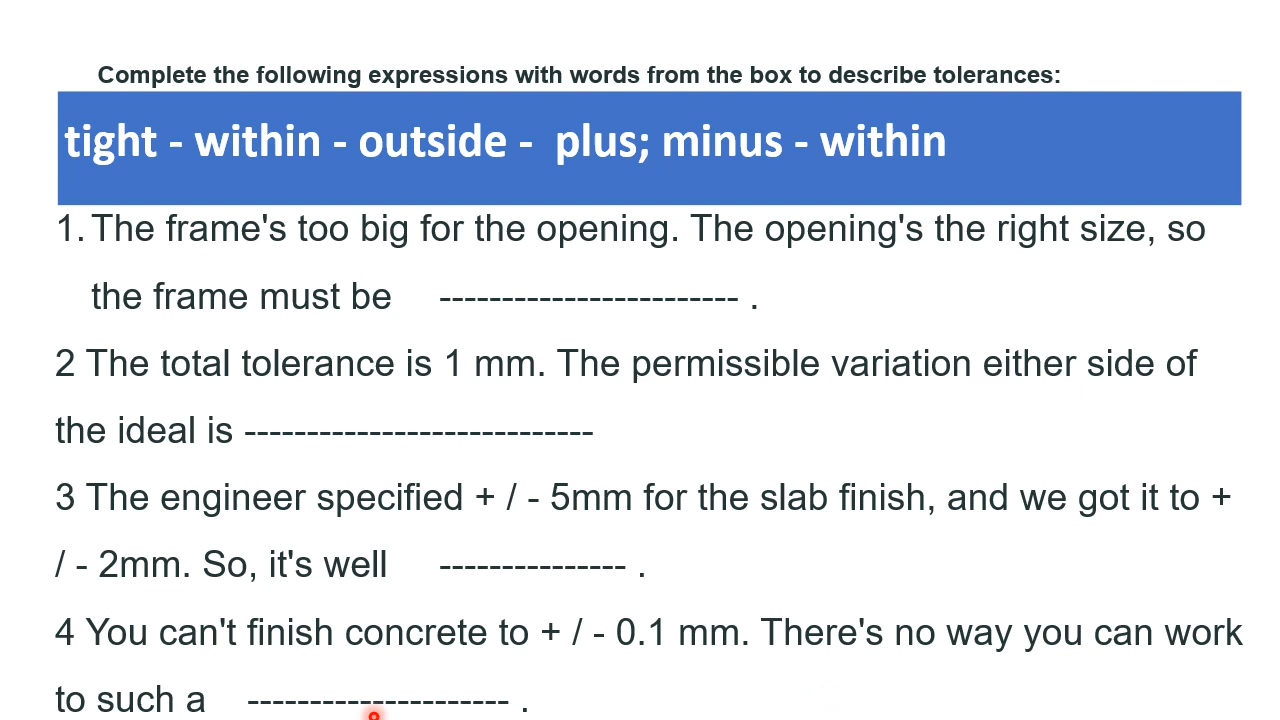 Complete the following expressions with words from the box to describe tolerances:
tight - within - outside -  plus; minus - within
1. The frame's too big for the opening. The opening's the right size, so
the frame must be ------------------------ .
2 The total tolerance is 1 mm. The permissible variation either side of
the ideal is ----------------------------
3 The engineer specified + / - 5mm for the slab finish, and we got it to +
/ - 2mm. So, it's well --------------- .
4 You can't finish concrete to + / - 0.1 mm. There's no way you can work
to such a --------------------- .